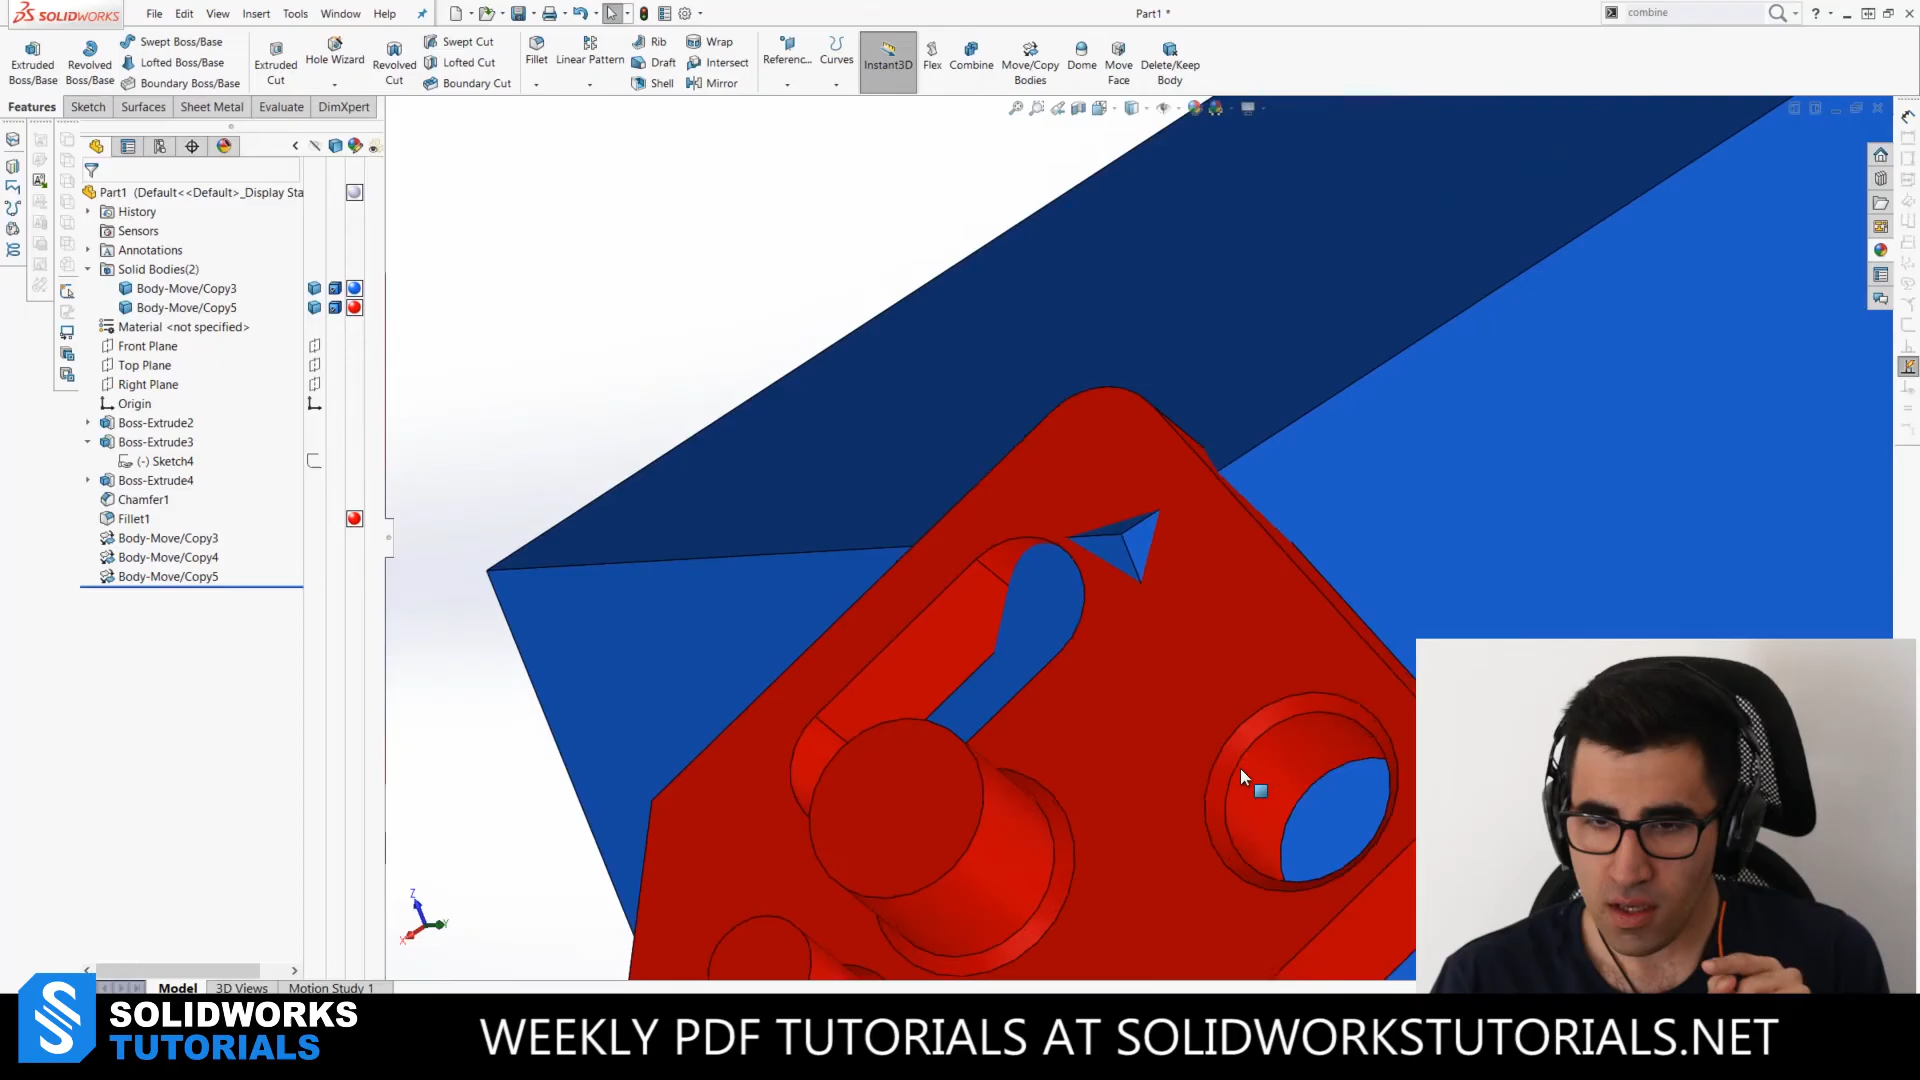 SOLIDWORKS File Edit View Insert Tools Window Help Part1 * combine
Extruded Boss/Base
Revolved Boss/Base
Swept Boss/Base
Lofted Boss/Base
Boundary Boss/Base
Extruded Cut
Hole Wizard
Revolved Cut
Swept Cut
Lofted Cut
Boundary Cut
Fillet
Linear Pattern
Rib
Draft
Shell
Wrap
Intersect
Mirror
Referenc...
Curves
Instant3D
Flex
Combine
Move/Copy Bodies
Dome
Move Face
Delete/Keep Body
Features Sketch Surfaces Sheet Metal Evaluate DimXpert
Part1 (Default<<Default>_Display Sta
History
Sensors
Annotations
Solid Bodies(2)
Body-Move/Copy3
Body-Move/Copy5
Material <not specified>
Front Plane
Top Plane
Right Plane
Origin
Boss-Extrude2
Boss-Extrude3
(-) Sketch4
Boss-Extrude4
Chamfer1
Fillet1
Body-Move/Copy3
Body-Move/Copy4
Body-Move/Copy5
Z
X
Y
Model 3D Views Motion Study 1
SOLIDWORKS
TUTORIALS
WEEKLY PDF TUTORIALS AT SOLIDWORKSTUTORIALS.NET